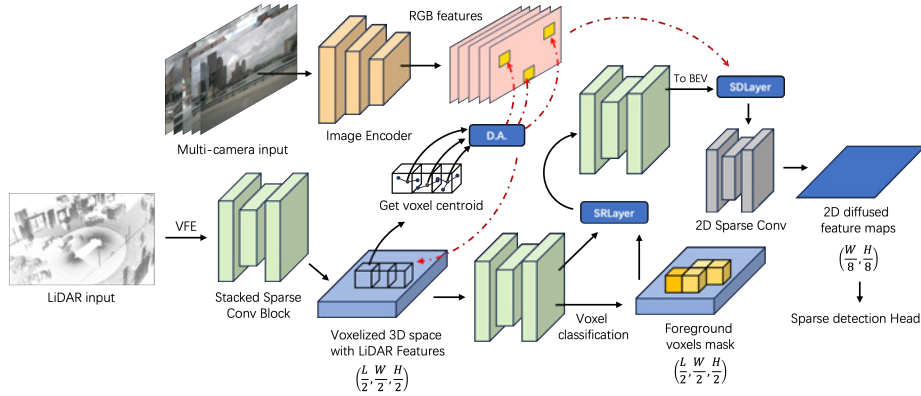 RGB features
Image Encoder
Multi-camera input
D.A.
Get voxel centroid
To BEV
SDLayer
2D Sparse Conv
2D diffused
feature maps
(W/8, H/8)
Sparse detection Head
VFE
LiDAR input
Stacked Sparse
Conv Block
Voxelized 3D space
with LiDAR Features
(L/2, W/2, H/2)
SRLayer
Voxel
classification
Foreground
voxels mask
(L/2, W/2, H/2)